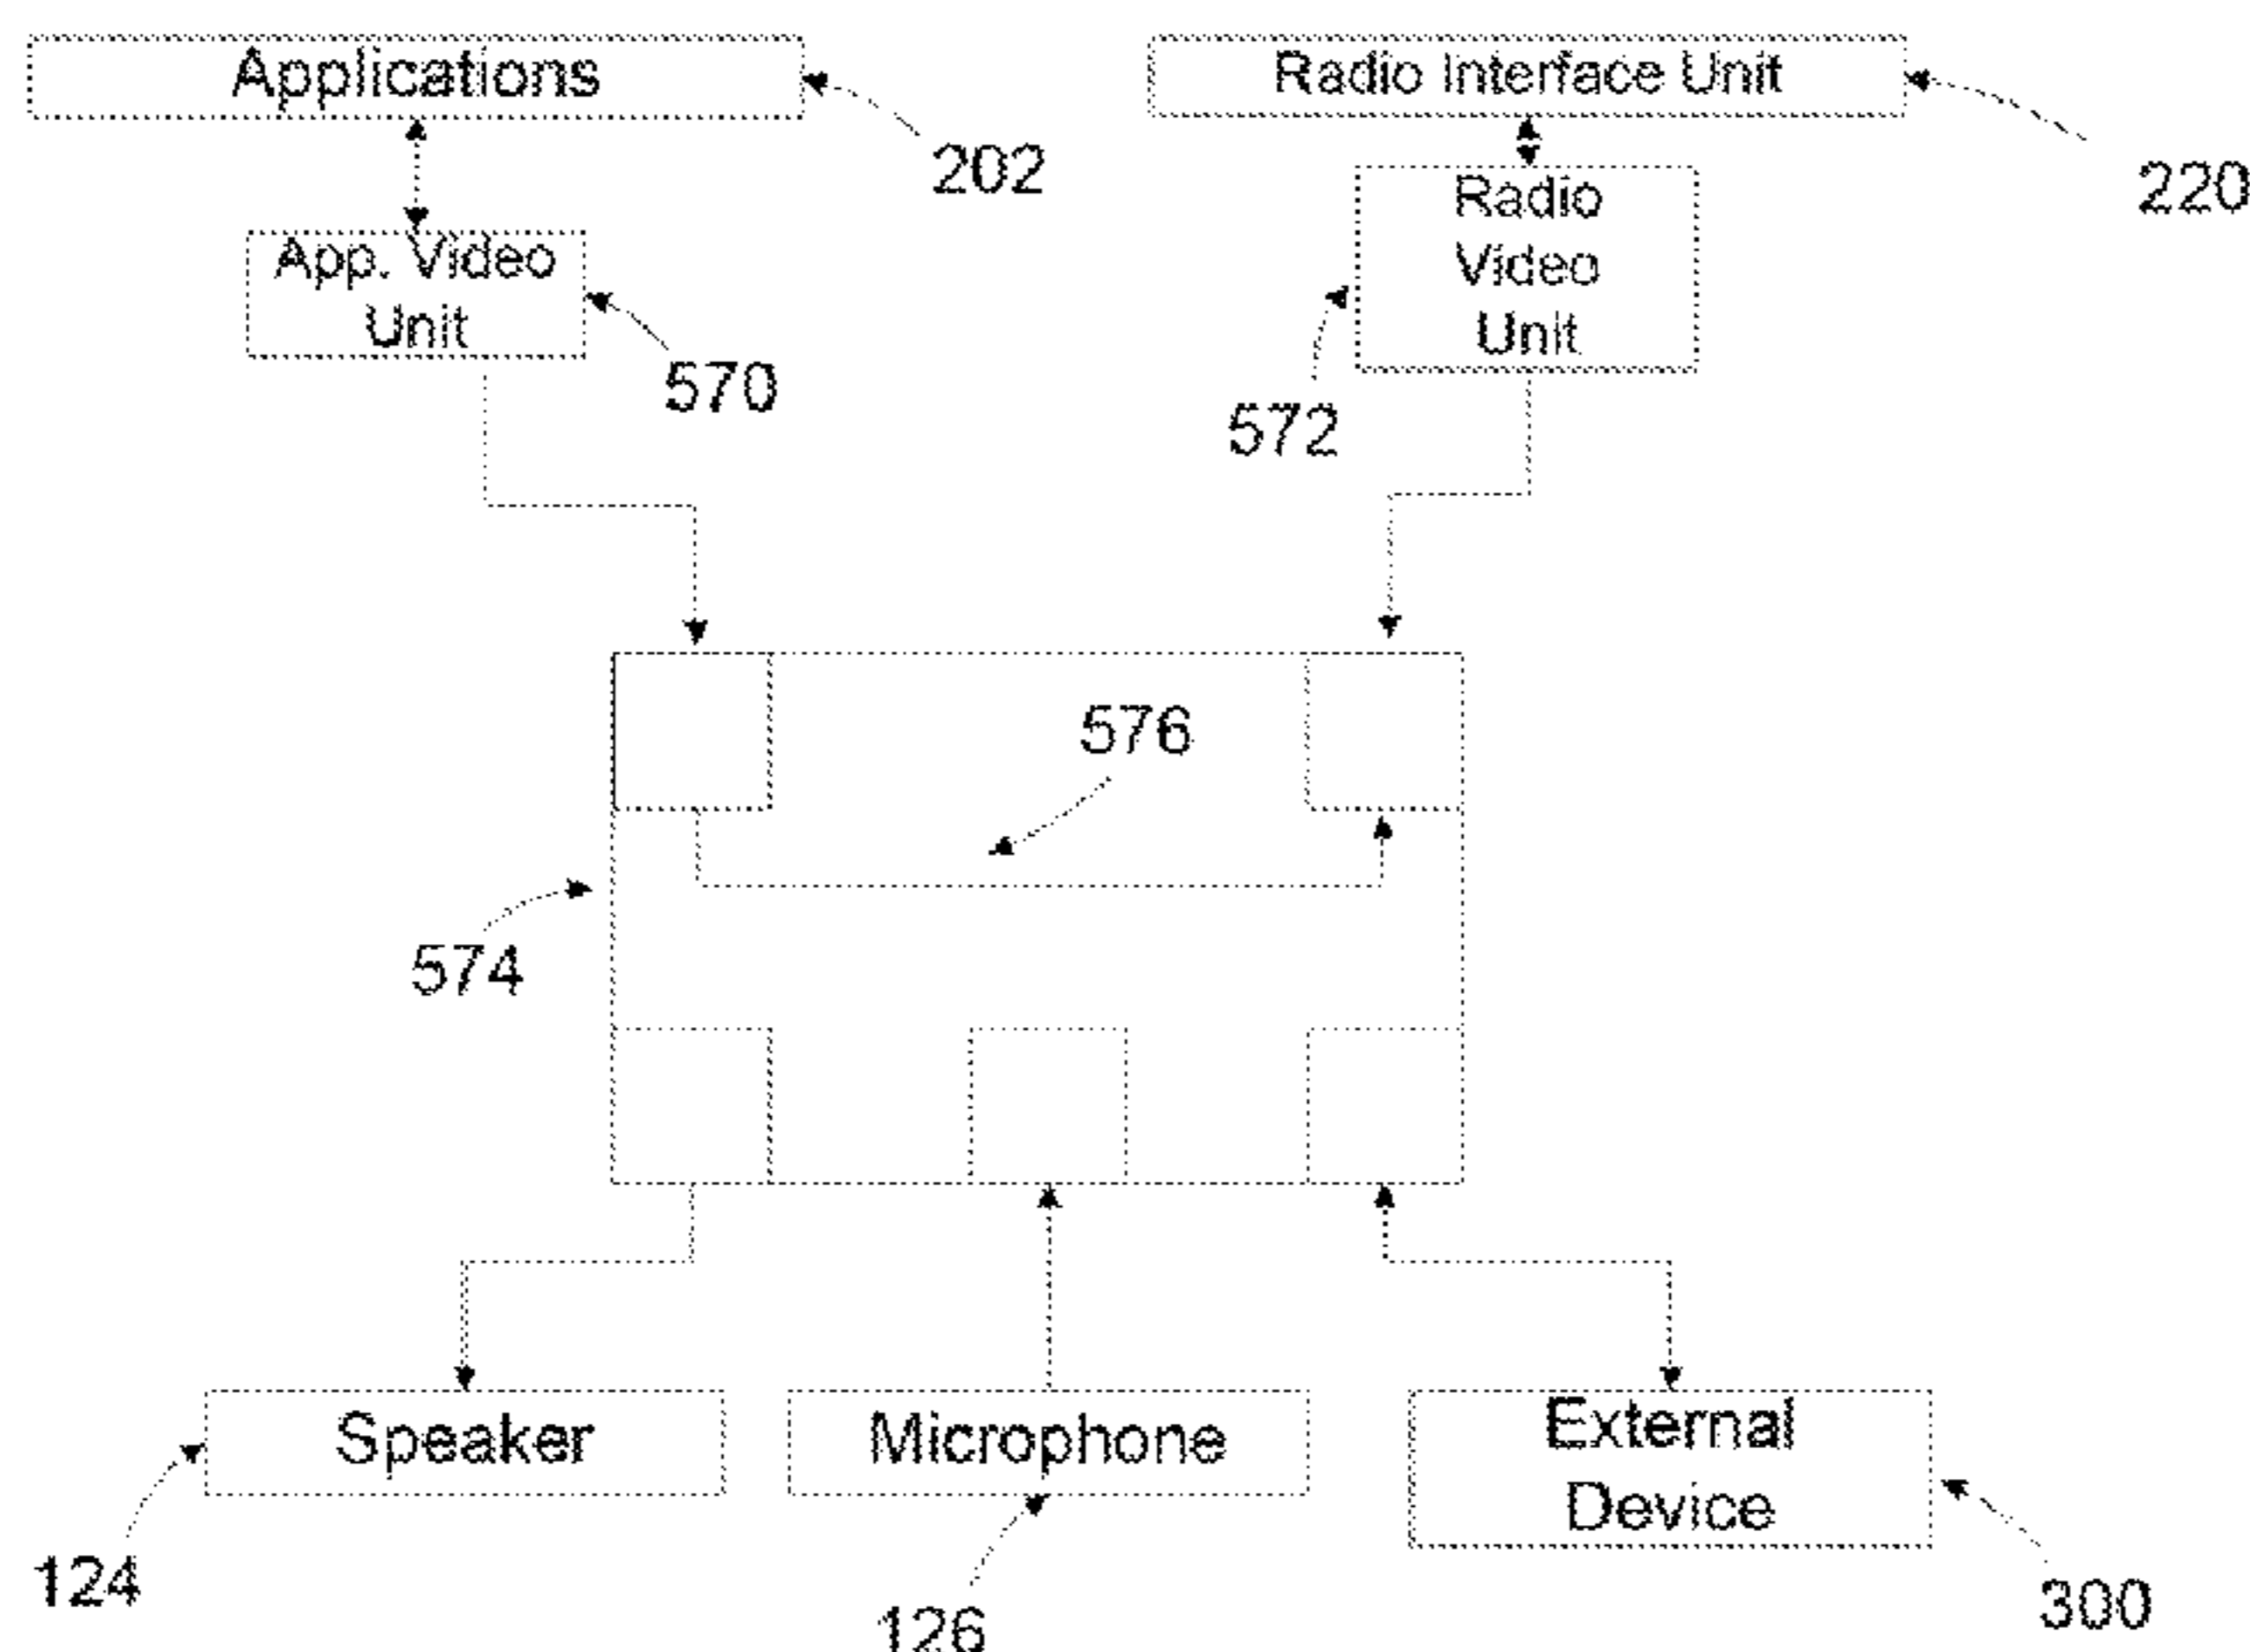 Applications
Radio Interface Unit
202
220
App. Video
Unit
Radio
Video
Unit
570
572
576
574
Speaker
Microphone
External
Device
124
126
300